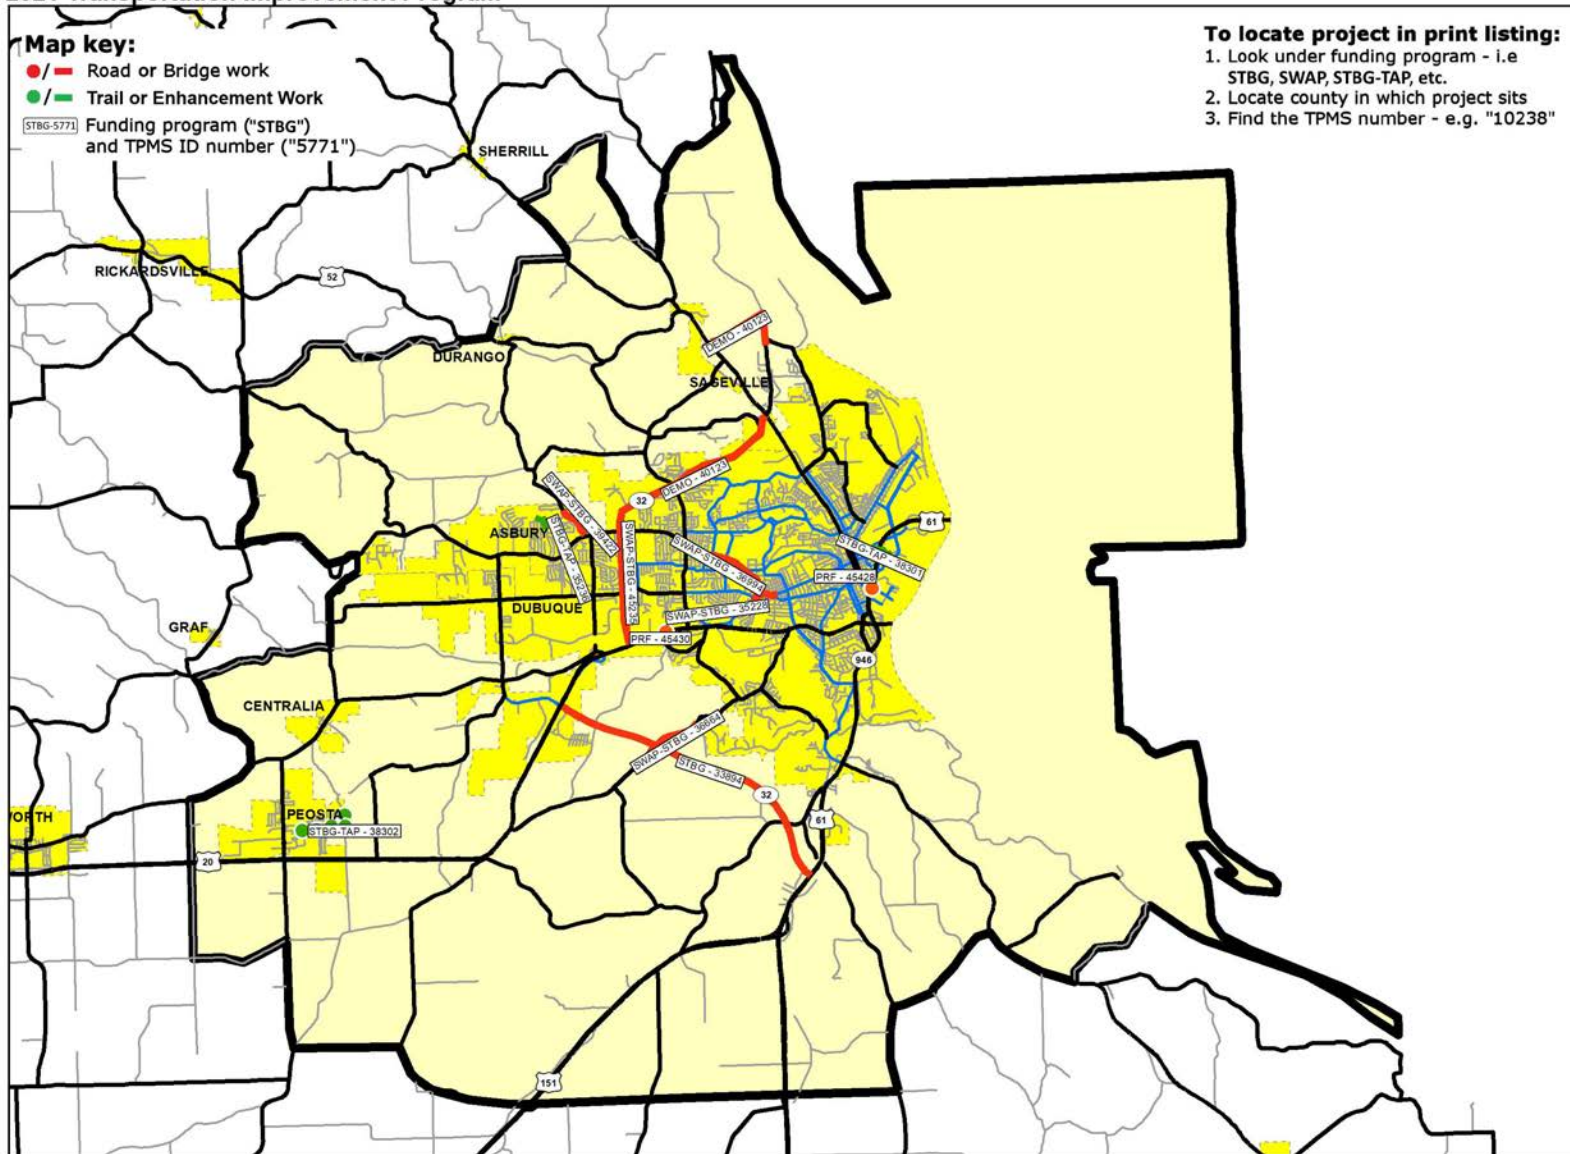 Map key:
Road or Bridge work
Trail or Enhancement Work
STBG-5771
Funding program ("STBG")
and TPMS ID number ("5771")
To locate project in print listing:
1. Look under funding program - i.e
STBG, SWAP, STBG-TAP, etc.
2. Locate county in which project sits
3. Find the TPMS number - e.g. "10238"
SHERRILL
RICKARDSVILLE
52
DURANGO
DEMO - 40123
SAGEVILLE
DEMO - 40123
32
SWAP-STBG - 39422
ASBURY
STBG-TAP - 35236
SWAP-STBG - 45235
61
STBG-TAP - 38301
SWAP-STBG - 36994
PRF - 45428
DUBUQUE
SWAP-STBG - 35228
GRAF
PRF - 45430
946
CENTRALIA
SWAP-STBG - 36664
STBG - 33894
32
PEOSTA
STBG-TAP - 38302
ORTH
61
20
151